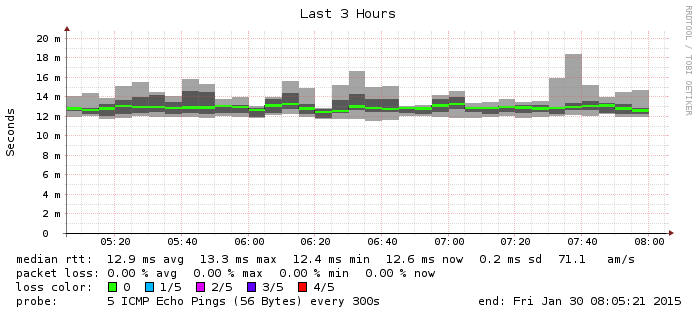 Last 3 Hours
RRDTOOL / TOBI OETIKER
Seconds
20 m
18 m
16 m
14 m
12 m
10 m
8 m
6 m
4 m
2 m
0
05:20 05:40 06:00 06:20 06:40 07:00 07:20 07:40 08:00
median rtt: 12.9 ms avg 13.3 ms max 12.4 ms min 12.6 ms now 0.2 ms sd 71.1 am/s
packet loss: 0.00 % avg 0.00 % max 0.00 % min 0.00 % now
loss color: 0 1/5 2/5 3/5 4/5
probe: 5 ICMP Echo Pings (56 Bytes) every 300s end: Fri Jan 30 08:05:21 2015